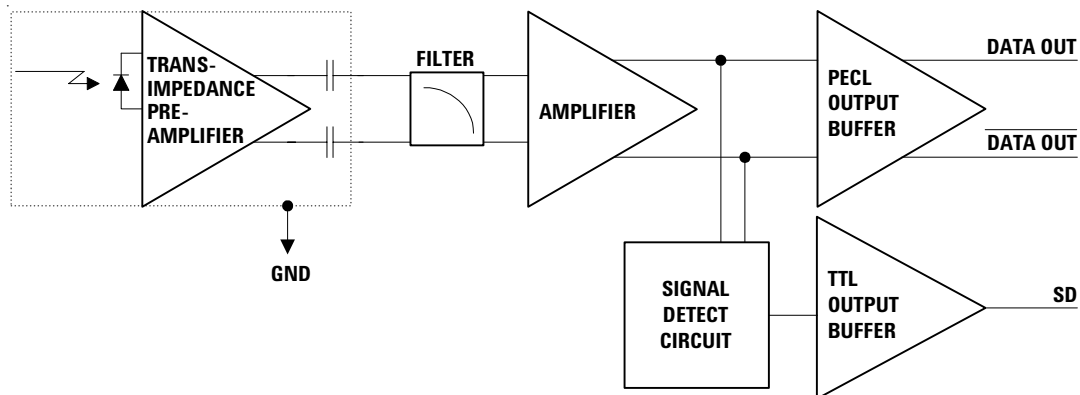 TRANS-
IMPEDANCE
PRE-
AMPLIFIER
FILTER
AMPLIFIER
PECL
OUTPUT
BUFFER
DATA OUT
DATA OUT
GND
SIGNAL
DETECT
CIRCUIT
TTL
OUTPUT
BUFFER
SD